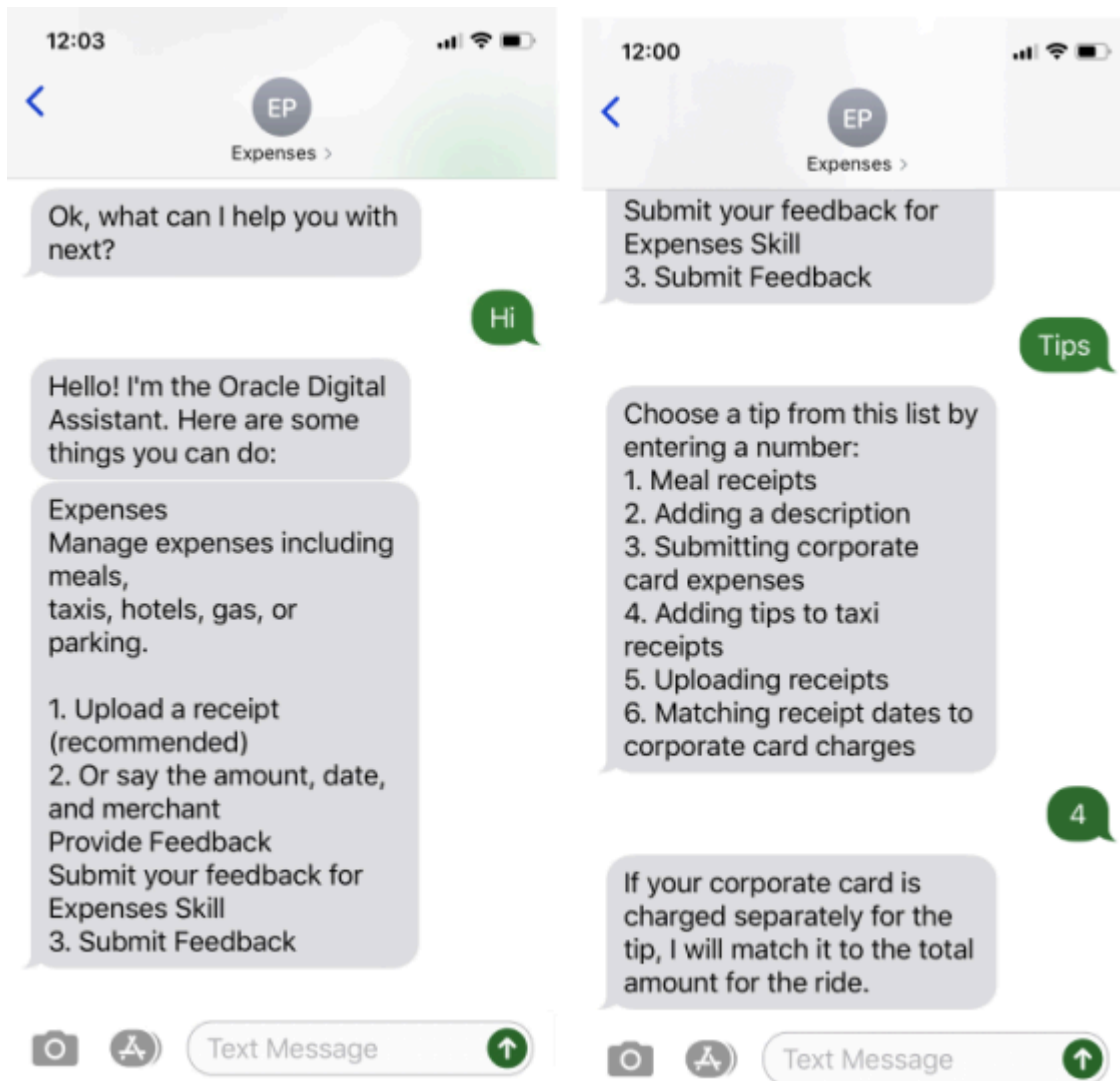 12:03
EP
Expenses >
Ok, what can I help you with
next?
Hi
Hello! I'm the Oracle Digital
Assistant. Here are some
things you can do:
Expenses
Manage expenses including
meals,
taxis, hotels, gas, or
parking.
1. Upload a receipt
(recommended)
2. Or say the amount, date,
and merchant
Provide Feedback
Submit your feedback for
Expenses Skill
3. Submit Feedback
Text Message
12:00
EP
Expenses >
Submit your feedback for
Expenses Skill
3. Submit Feedback
Tips
Choose a tip from this list by
entering a number:
1. Meal receipts
2. Adding a description
3. Submitting corporate
card expenses
4. Adding tips to taxi
receipts
5. Uploading receipts
6. Matching receipt dates to
corporate card charges
4
If your corporate card is
charged separately for the
tip, I will match it to the total
amount for the ride.
Text Message